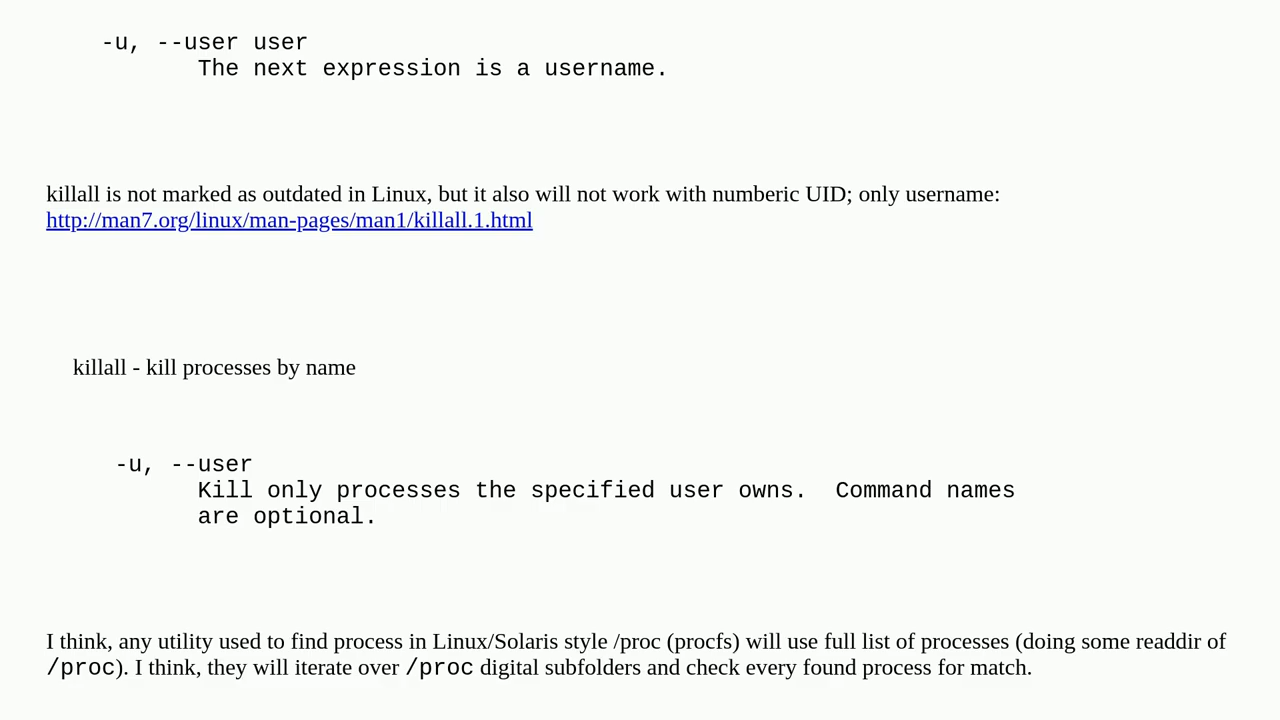 -u, --user user
The next expression is a username.
killall is not marked as outdated in Linux, but it also will not work with numberic UID; only username:
http://man7.org/linux/man-pages/man1/killall.1.html
killall - kill processes by name
-u, --user
Kill only processes the specified user owns.  Command names
are optional.
I think, any utility used to find process in Linux/Solaris style /proc (procfs) will use full list of processes (doing some readdir of
/proc). I think, they will iterate over /proc digital subfolders and check every found process for match.